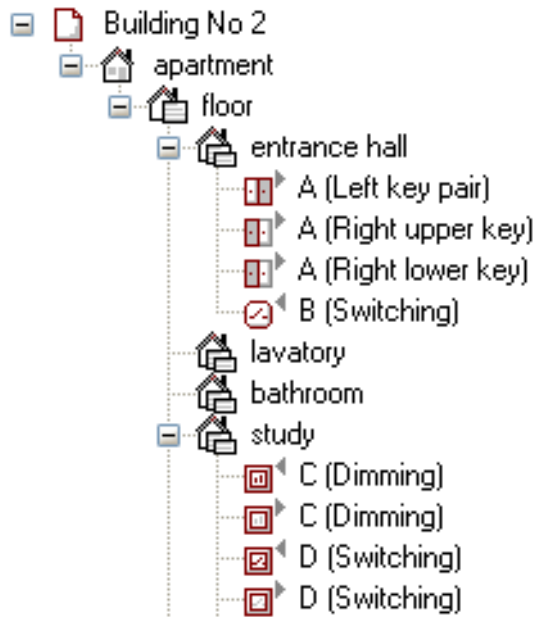 Building No 2
apartment
floor
entrance hall
A (Left key pair)
A (Right upper key)
A (Right lower key)
B (Switching)
lavatory
bathroom
study
C (Dimming)
C (Dimming)
D (Switching)
D (Switching)